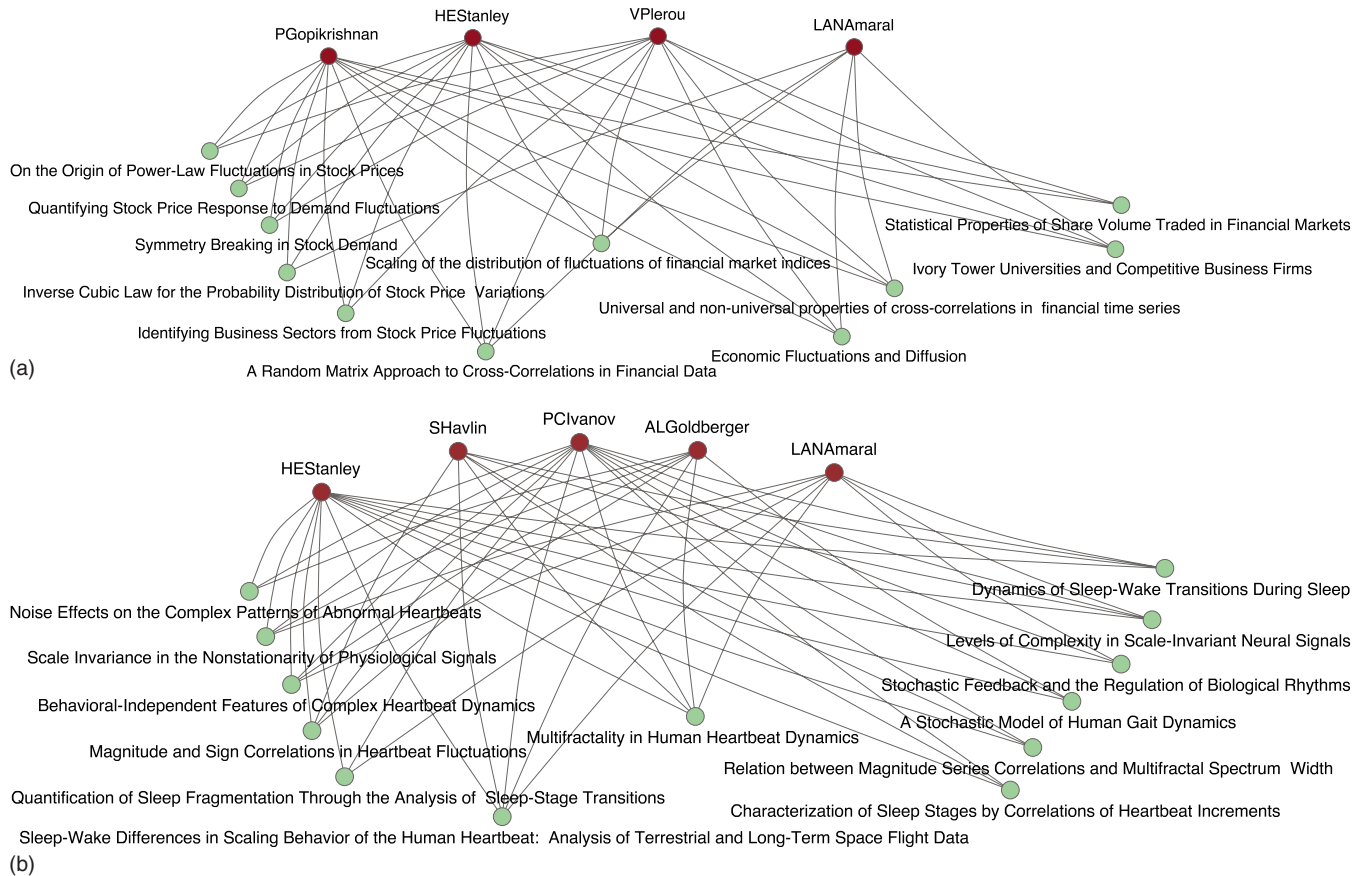 HEStanley
VPlerou
LANAmaral
PGopikrishnan
On the Origin of Power-Law Fluctuations in Stock Prices
Quantifying Stock Price Response to Demand Fluctuations
Statistical Properties of Share Volume Traded in Financial Markets
Symmetry Breaking in Stock Demand
Scaling of the distribution of fluctuations of financial market indices
Ivory Tower Universities and Competitive Business Firms
Inverse Cubic Law for the Probability Distribution of Stock Price Variations
Universal and non-universal properties of cross-correlations in financial time series
Identifying Business Sectors from Stock Price Fluctuations
Economic Fluctuations and Diffusion
(a)
A Random Matrix Approach to Cross-Correlations in Financial Data
PCIvanov
SHavlin
ALGoldberger
LANAmaral
HEStanley
Dynamics of Sleep-Wake Transitions During Sleep
Noise Effects on the Complex Patterns of Abnormal Heartbeats
Levels of Complexity in Scale-Invariant Neural Signals
Scale Invariance in the Nonstationarity of Physiological Signals
Stochastic Feedback and the Regulation of Biological Rhythms
Behavioral-Independent Features of Complex Heartbeat Dynamics
A Stochastic Model of Human Gait Dynamics
Multifractality in Human Heartbeat Dynamics
Magnitude and Sign Correlations in Heartbeat Fluctuations
Relation between Magnitude Series Correlations and Multifractal Spectrum Width
Quantification of Sleep Fragmentation Through the Analysis of Sleep-Stage Transitions
Characterization of Sleep Stages by Correlations of Heartbeat Increments
Sleep-Wake Differences in Scaling Behavior of the Human Heartbeat: Analysis of Terrestrial and Long-Term Space Flight Data
(b)